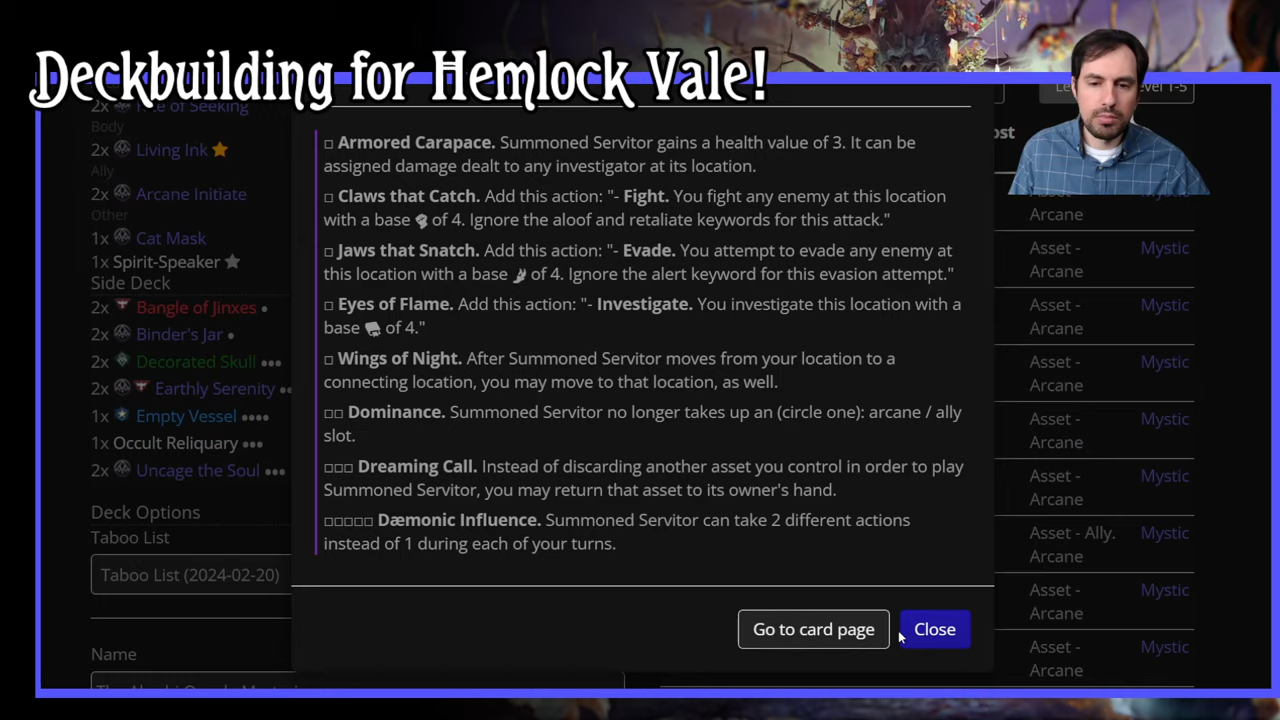 Deckbuilding for Hemlock Vale!
Level 1-5
2x Rite of Seeking
Body
2x Living Ink
Ally
2x Arcane Initiate
Other
1x Cat Mask
1x Spirit-Speaker
Side Deck
2x Bangle of Jinxes
2x Binder's Jar
2x Decorated Skull
2x Earthly Serenity
1x Empty Vessel
1x Occult Reliquary
2x Uncage the Soul
Deck Options
Taboo List
Taboo List (2024-02-20)
Name
□ Armored Carapace. Summoned Servitor gains a health value of 3. It can be
assigned damage dealt to any investigator at its location.
□ Claws that Catch. Add this action: "- Fight. You fight any enemy at this location
with a base of 4. Ignore the aloof and retaliate keywords for this attack."
□ Jaws that Snatch. Add this action: "- Evade. You attempt to evade any enemy at
this location with a base of 4. Ignore the alert keyword for this evasion attempt."
□ Eyes of Flame. Add this action: "- Investigate. You investigate this location with a
base of 4."
□ Wings of Night. After Summoned Servitor moves from your location to a
connecting location, you may move to that location, as well.
□□ Dominance. Summoned Servitor no longer takes up an (circle one): arcane / ally
slot.
□□□ Dreaming Call. Instead of discarding another asset you control in order to play
Summoned Servitor, you may return that asset to its owner's hand.
□□□□□ Dæmonic Influence. Summoned Servitor can take 2 different actions
instead of 1 during each of your turns.
Go to card page
Close
Arcane
Asset - Mystic
Arcane
Asset - Mystic
Arcane
Asset - Mystic
Arcane
Asset - Mystic
Arcane
Asset - Mystic
Arcane
Asset - Ally. Mystic
Arcane
Asset - Mystic
Arcane
Asset - Mystic
Arcane